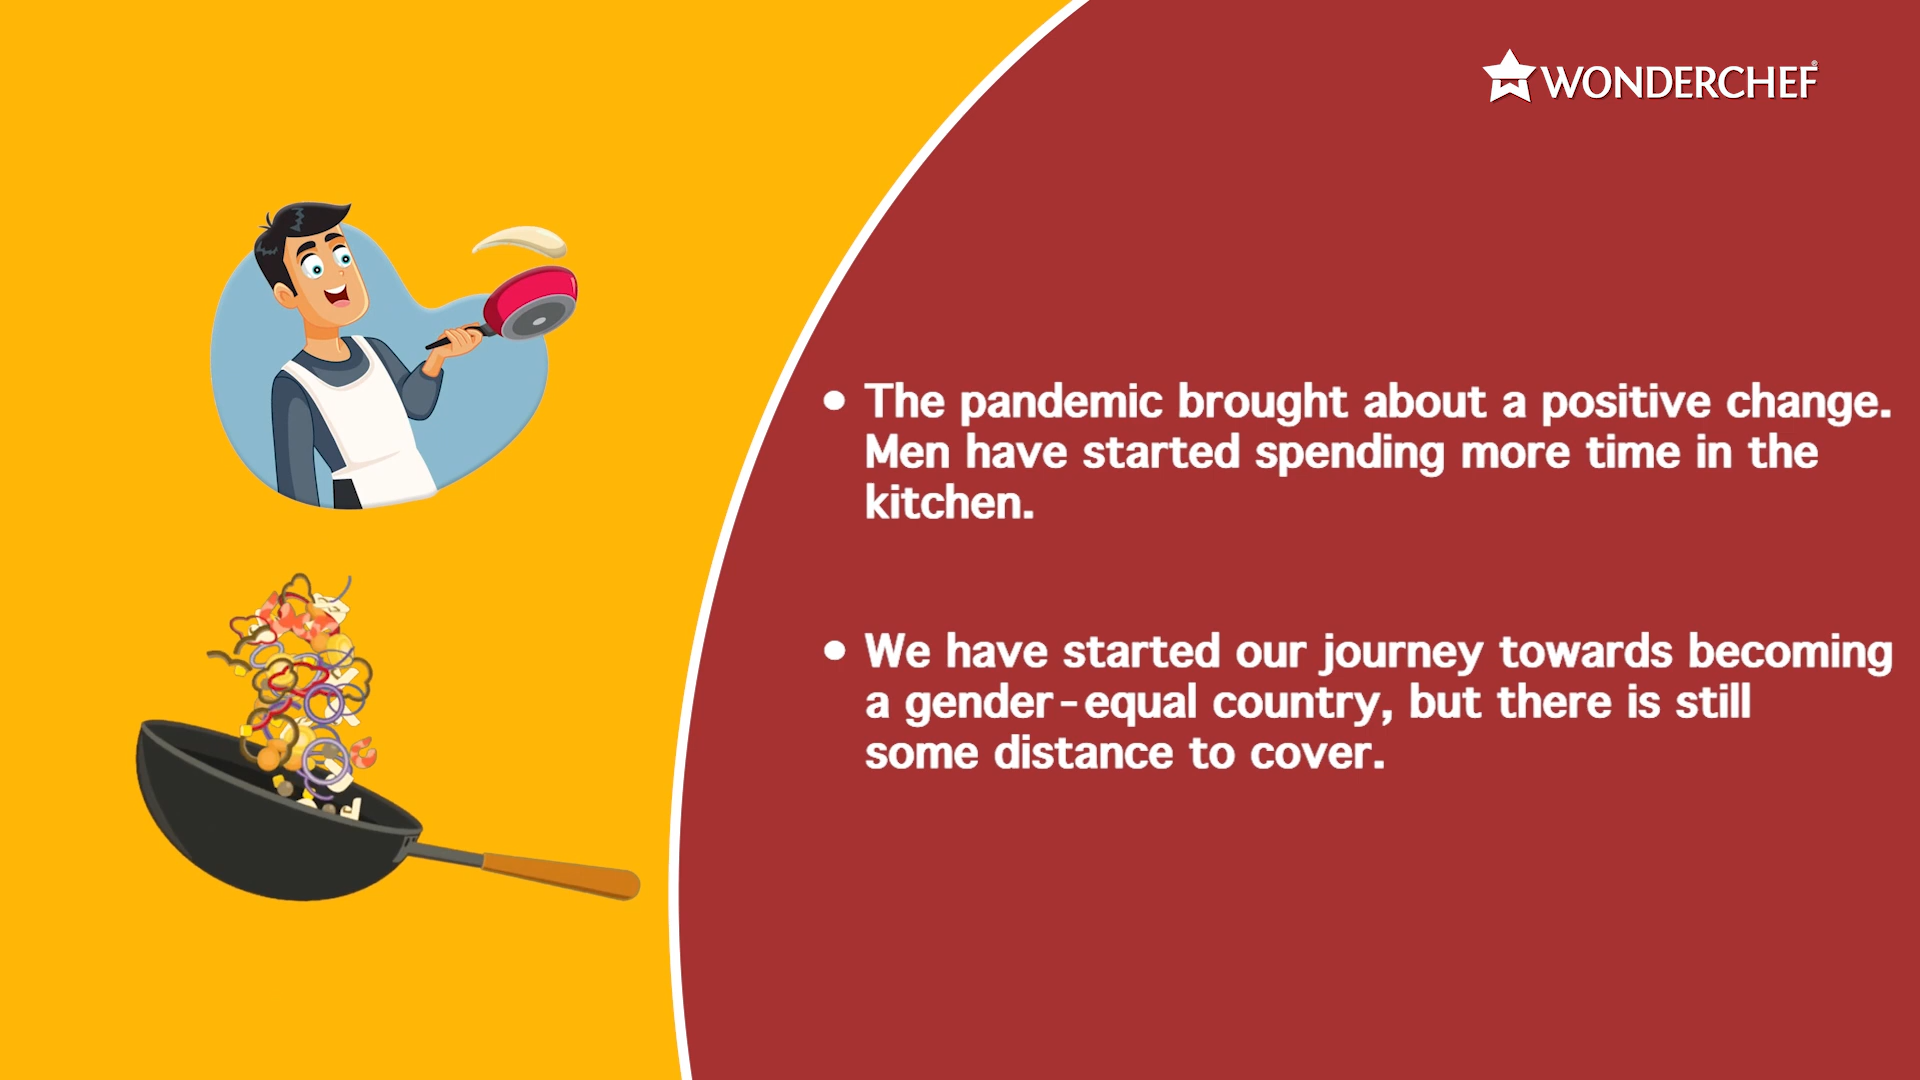 WONDERCHEF®
• The pandemic brought about a positive change.
Men have started spending more time in the
kitchen.
• We have started our journey towards becoming
a gender-equal country, but there is still
some distance to cover.